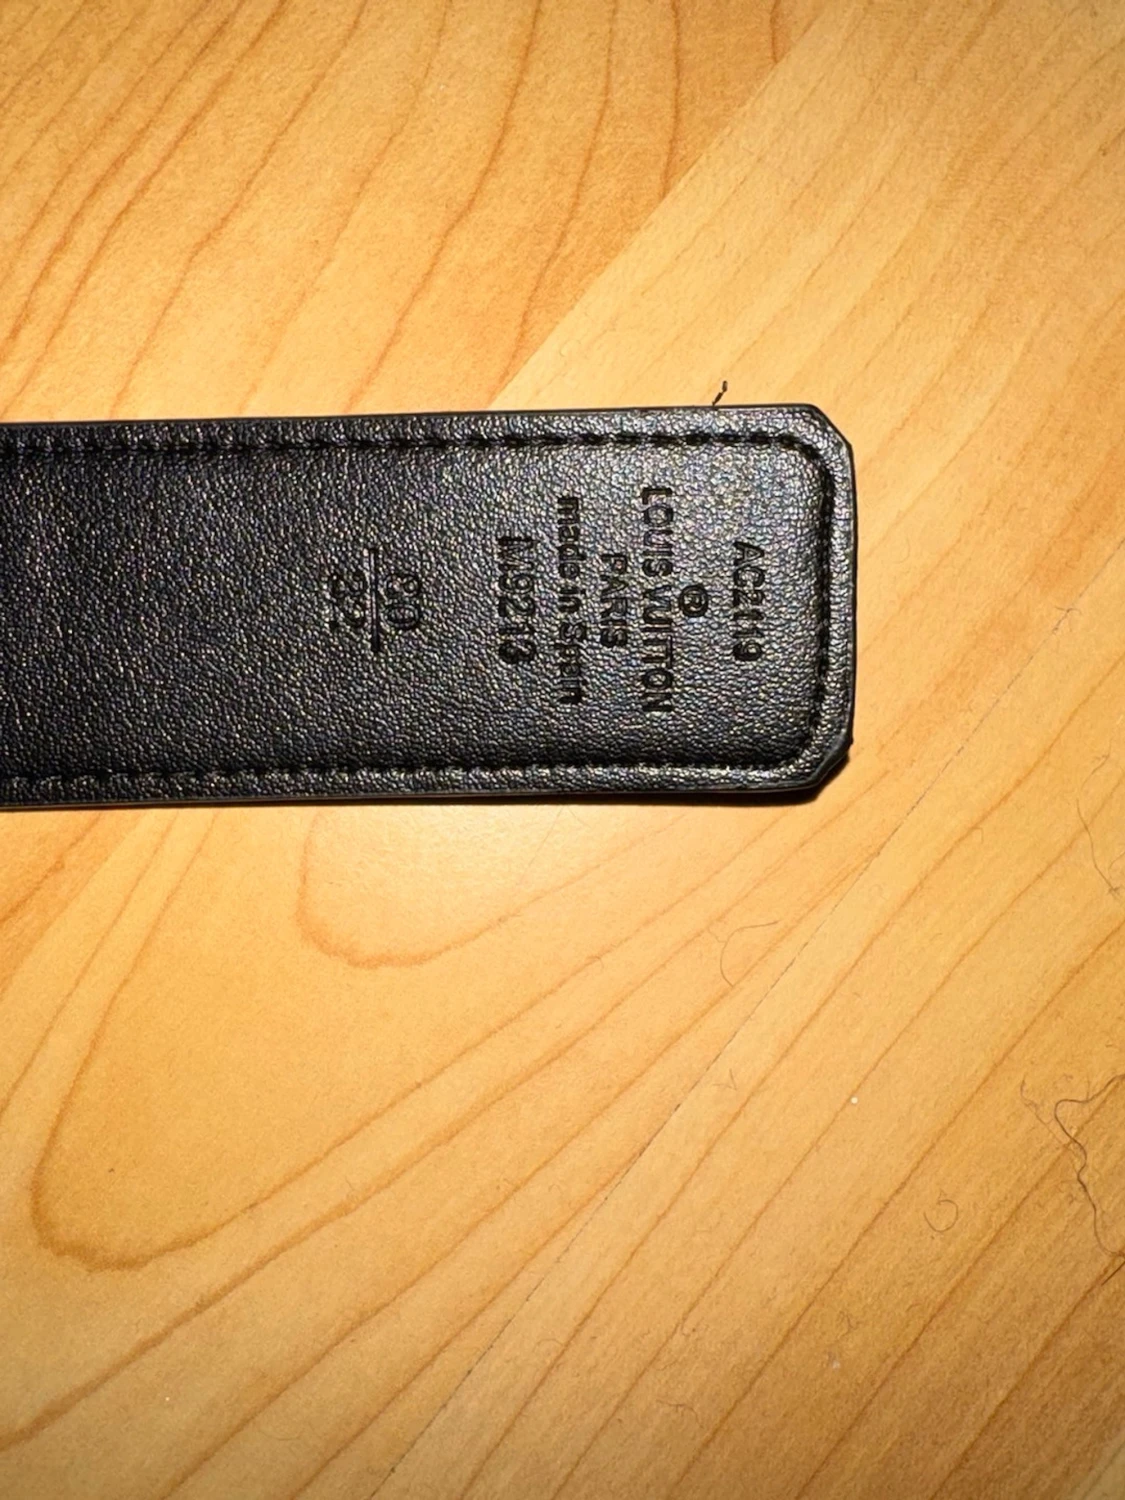 AC2119
®
LOUIS VUITTON
PARIS
made in Spain
M9213
80
32